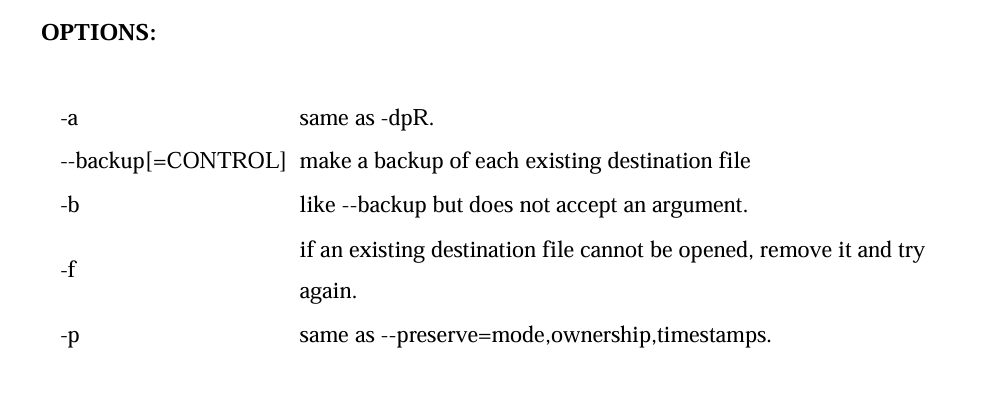 OPTIONS:
-a same as -dpR.
--backup[=CONTROL] make a backup of each existing destination file
-b like --backup but does not accept an argument.
-f if an existing destination file cannot be opened, remove it and try
again.
-p same as --preserve=mode,ownership,timestamps.